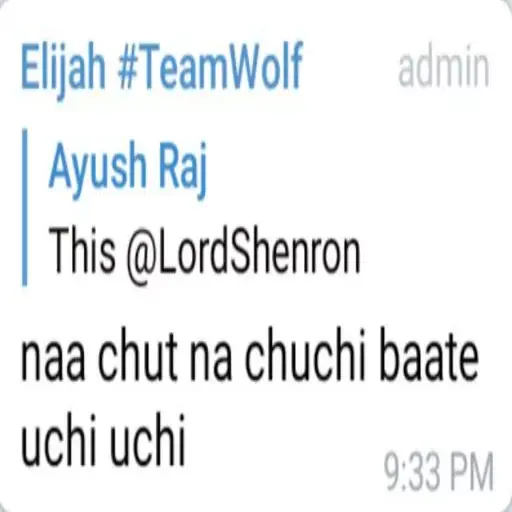 Elijah #TeamWolf admin
Ayush Raj
This @LordShenron
naa chut na chuchi baate
uchi uchi
9:33 PM